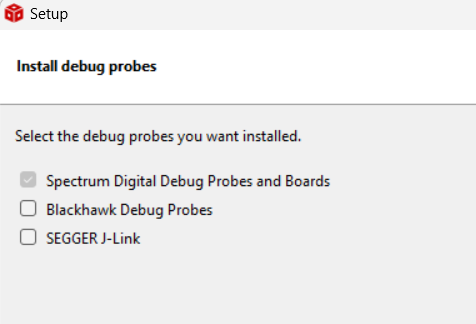 Setup
Install debug probes
Select the debug probes you want installed.
Spectrum Digital Debug Probes and Boards
Blackhawk Debug Probes
SEGGER J-Link